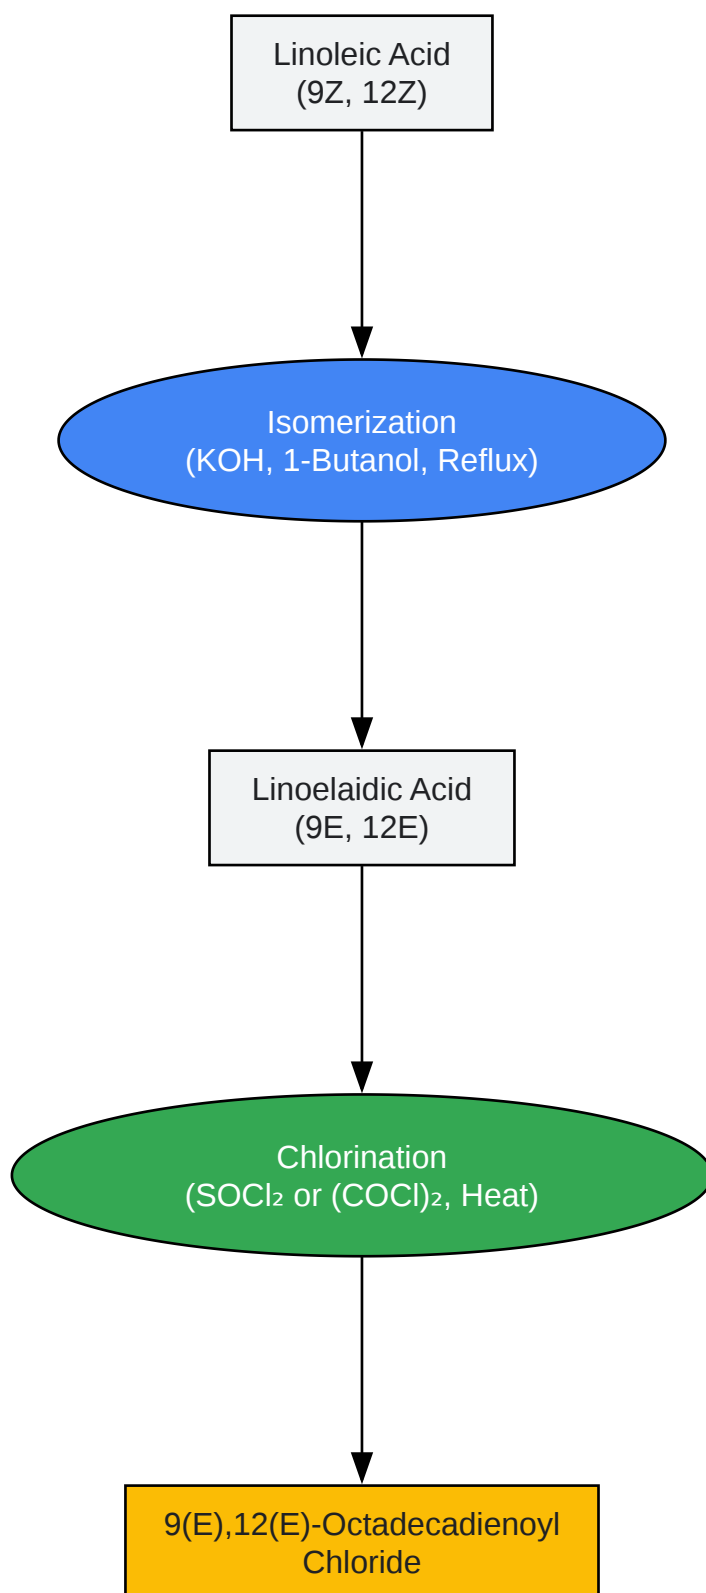 Linoleic Acid
(9Z, 12Z)
Isomerization
(KOH, 1-Butanol, Reflux)
Linoelaidic Acid
(9E, 12E)
Chlorination
(SOCl₂ or (COCl)₂, Heat)
9(E),12(E)-Octadecadienoyl
Chloride